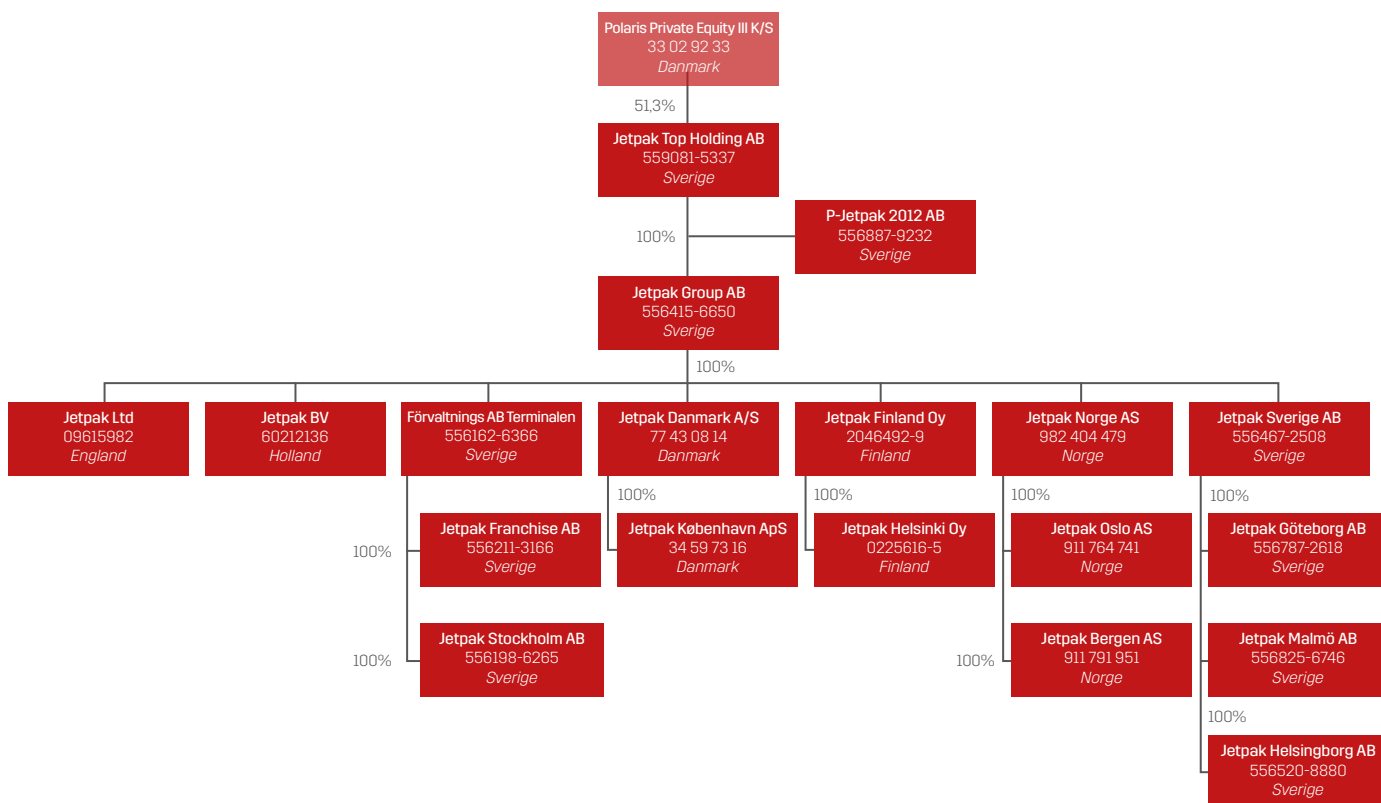 Polaris Private Equity III K/S
33 02 92 33
Danmark
51,3%
Jetpak Top Holding AB
559081-5337
Sverige
100%
P-Jetpak 2012 AB
556887-9232
Sverige
Jetpak Group AB
556415-6650
Sverige
100%
Jetpak Ltd
09615982
England
Jetpak BV
60212136
Holland
Förvaltnings AB Terminalen
556162-6366
Sverige
Jetpak Danmark A/S
77 43 08 14
Danmark
Jetpak Finland Oy
2046492-9
Finland
Jetpak Norge AS
982 404 479
Norge
Jetpak Sverige AB
556467-2508
Sverige
100%
Jetpak Franchise AB
556211-3166
Sverige
100%
Jetpak København ApS
34 59 73 16
Danmark
100%
Jetpak Helsinki Oy
0225616-5
Finland
100%
Jetpak Oslo AS
911 764 741
Norge
100%
Jetpak Göteborg AB
556787-2618
Sverige
100%
Jetpak Stockholm AB
556198-6265
Sverige
100%
Jetpak Bergen AS
911 791 951
Norge
Jetpak Malmö AB
556825-6746
Sverige
100%
Jetpak Helsingborg AB
556520-8880
Sverige